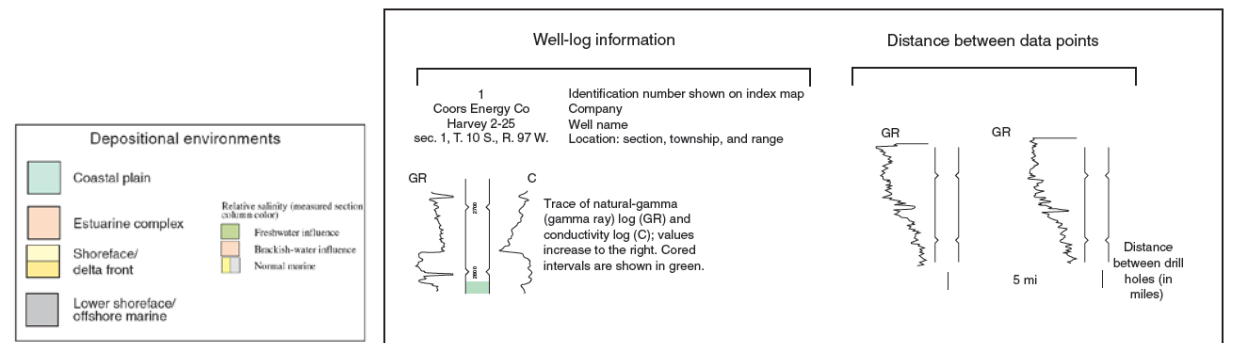 Depositional environments
Coastal plain
Estuarine complex
Shoreface/
delta front
Lower shoreface/
offshore marine
Relative salinity (measured section
column color)
Freshwater influence
Brackish-water influence
Normal marine
Well-log information
1
Coors Energy Co
Harvey 2-25
sec. 1, T. 10 S., R. 97 W.
Identification number shown on index map
Company
Well name
Location: section, township, and range
GR
C
2700
2800
Trace of natural-gamma
(gamma ray) log (GR) and
conductivity log (C); values
increase to the right. Cored
intervals are shown in green.
Distance between data points
GR
GR
5 mi
Distance
between drill
holes (in
miles)